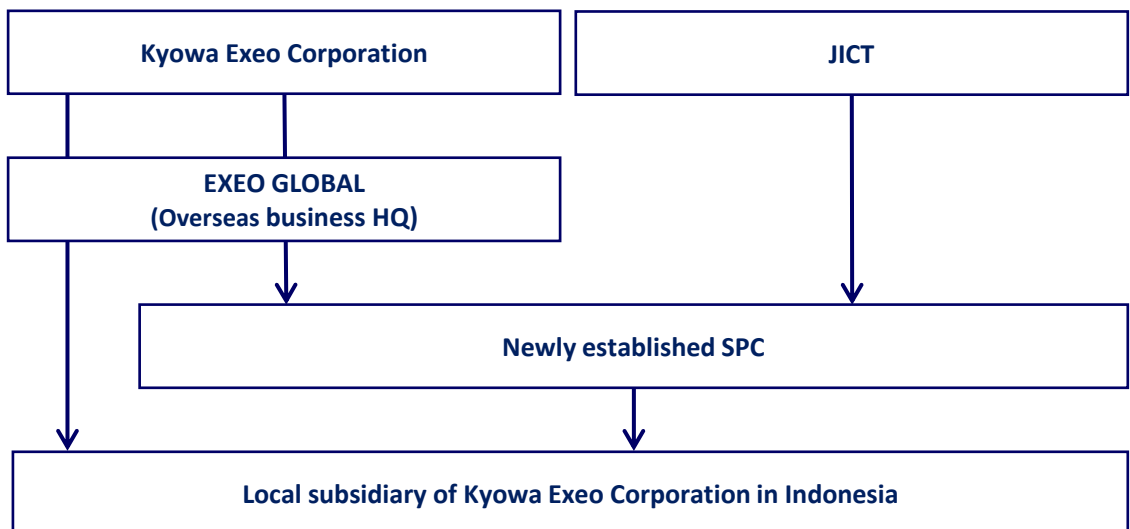 Kyowa Exeo Corporation
JICT
EXEO GLOBAL
(Overseas business HQ)
Newly established SPC
Local subsidiary of Kyowa Exeo Corporation in Indonesia